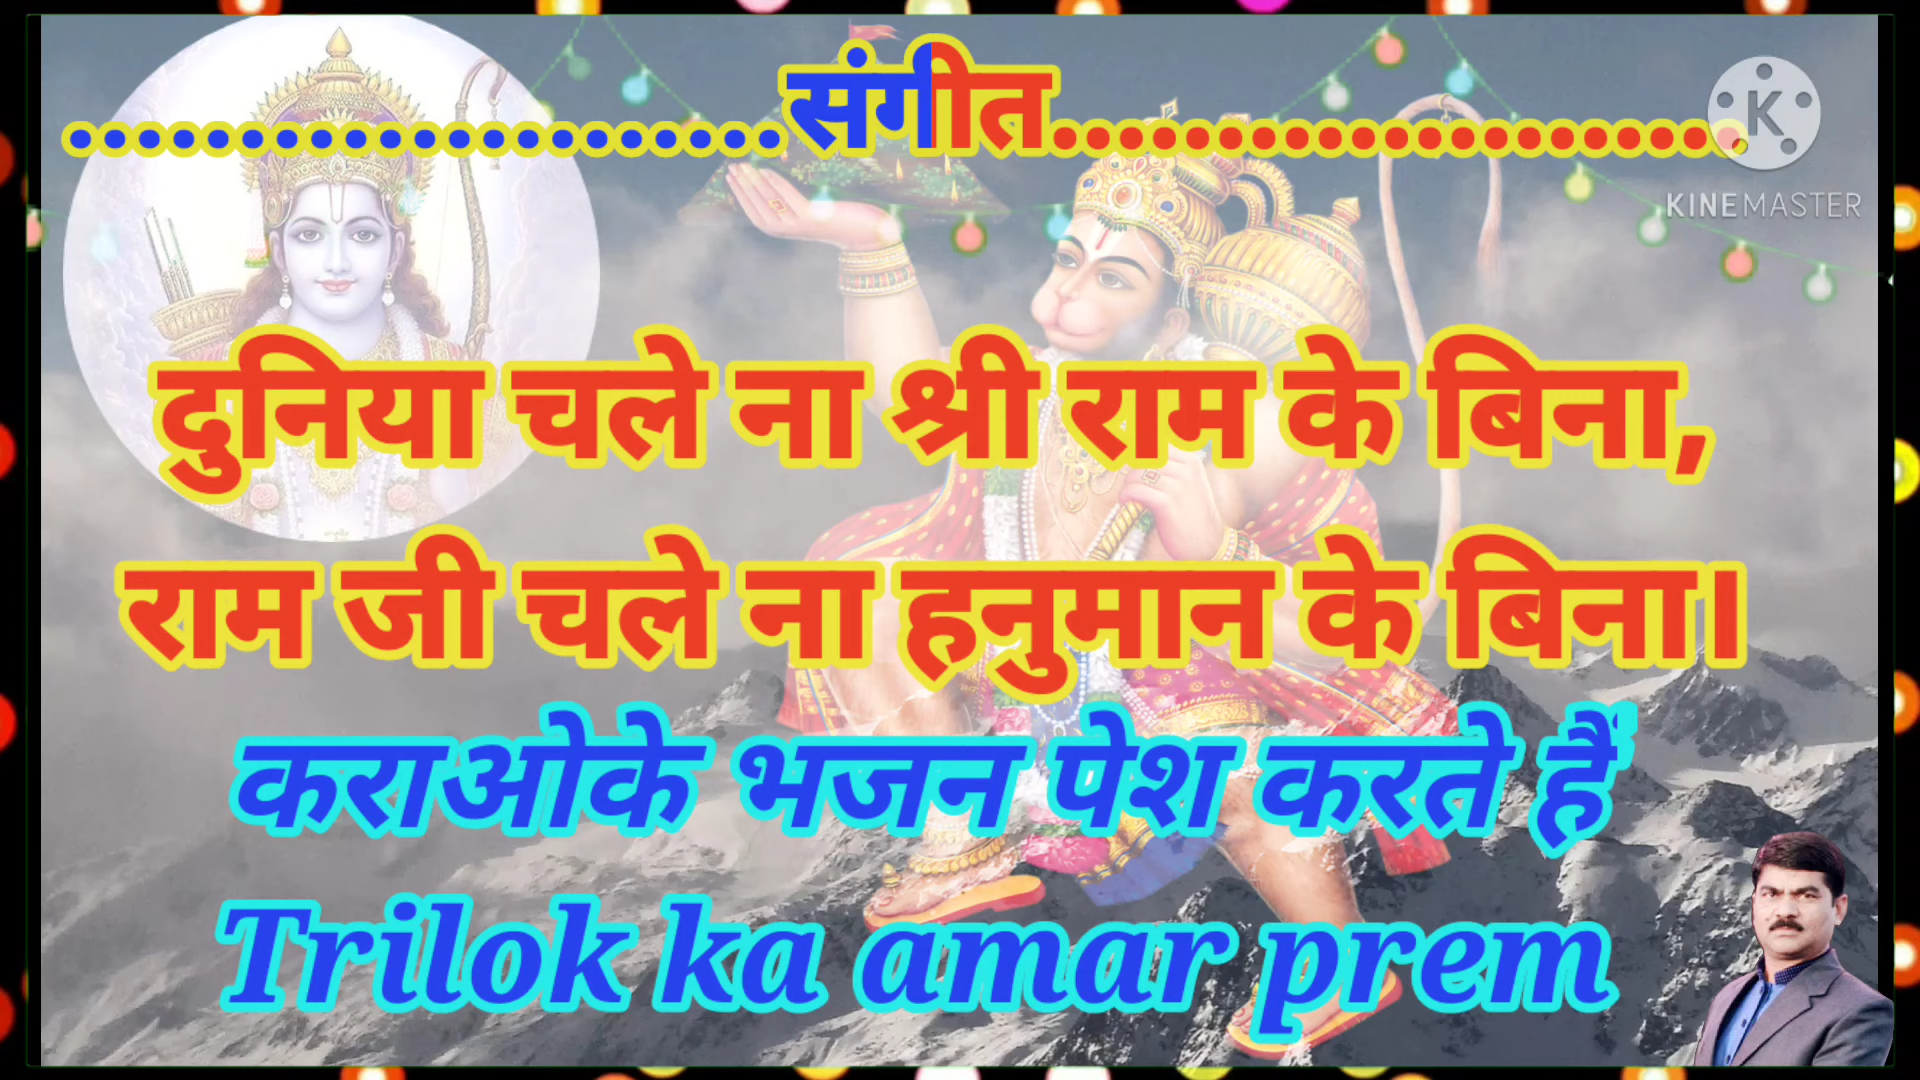 .....................संगीत.....................
K
KINEMASTER
दुनिया चले ना श्री राम के बिना,
राम जी चले ना हनुमान के बिना।
कराओके भजन पेश करते हैं
Trilok ka amar prem